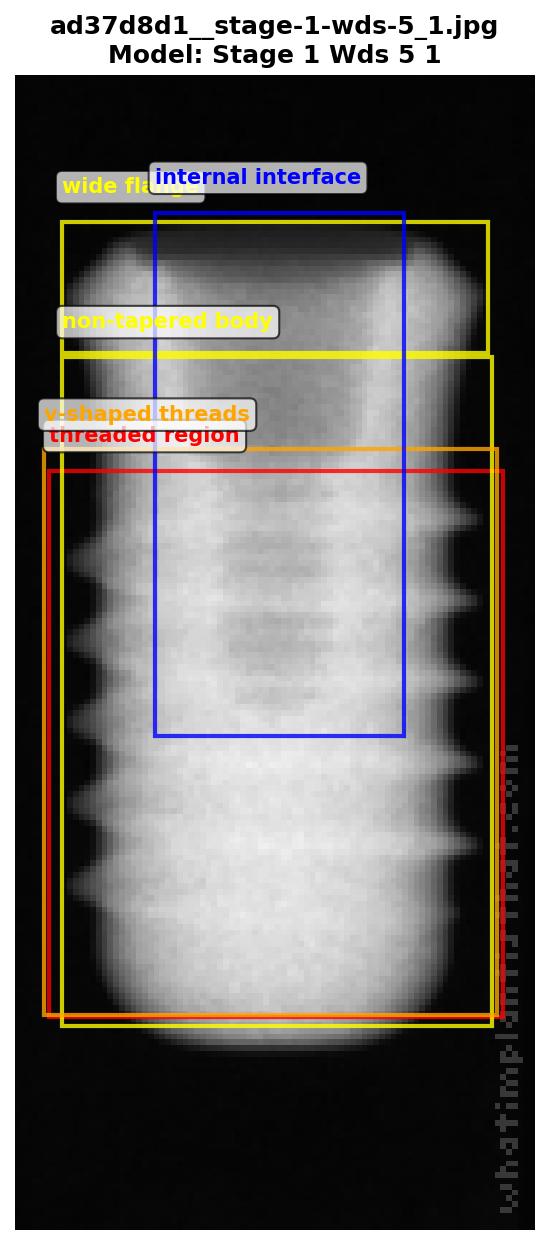 ad37d8d1__stage-1-wds-5_1.jpg
Model: Stage 1 Wds 5 1
wide flange
internal interface
non-tapered body
v-shaped threads
threaded region